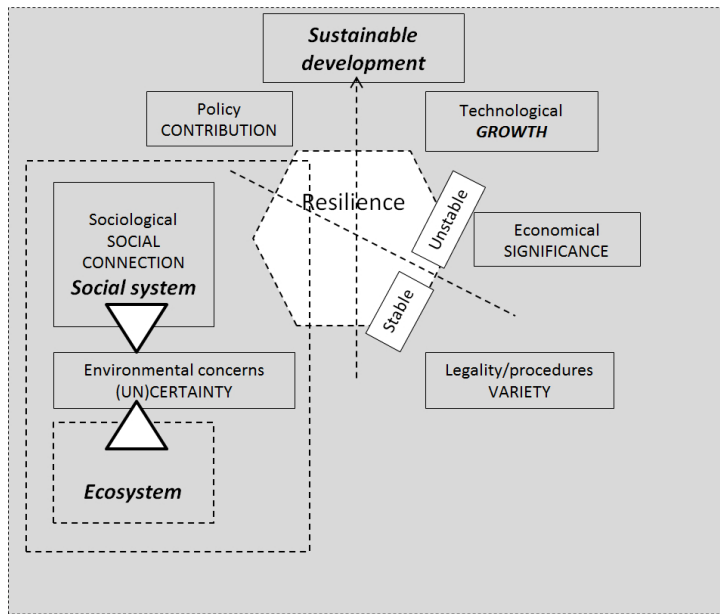 Sustainable
development
Policy
CONTRIBUTION
Technological
GROWTH
Resilience
Sociological
SOCIAL
CONNECTION
Social system
Unstable
Economical
SIGNIFICANCE
Stable
Environmental concerns
(UN)CERTAINTY
Legality/procedures
VARIETY
Ecosystem